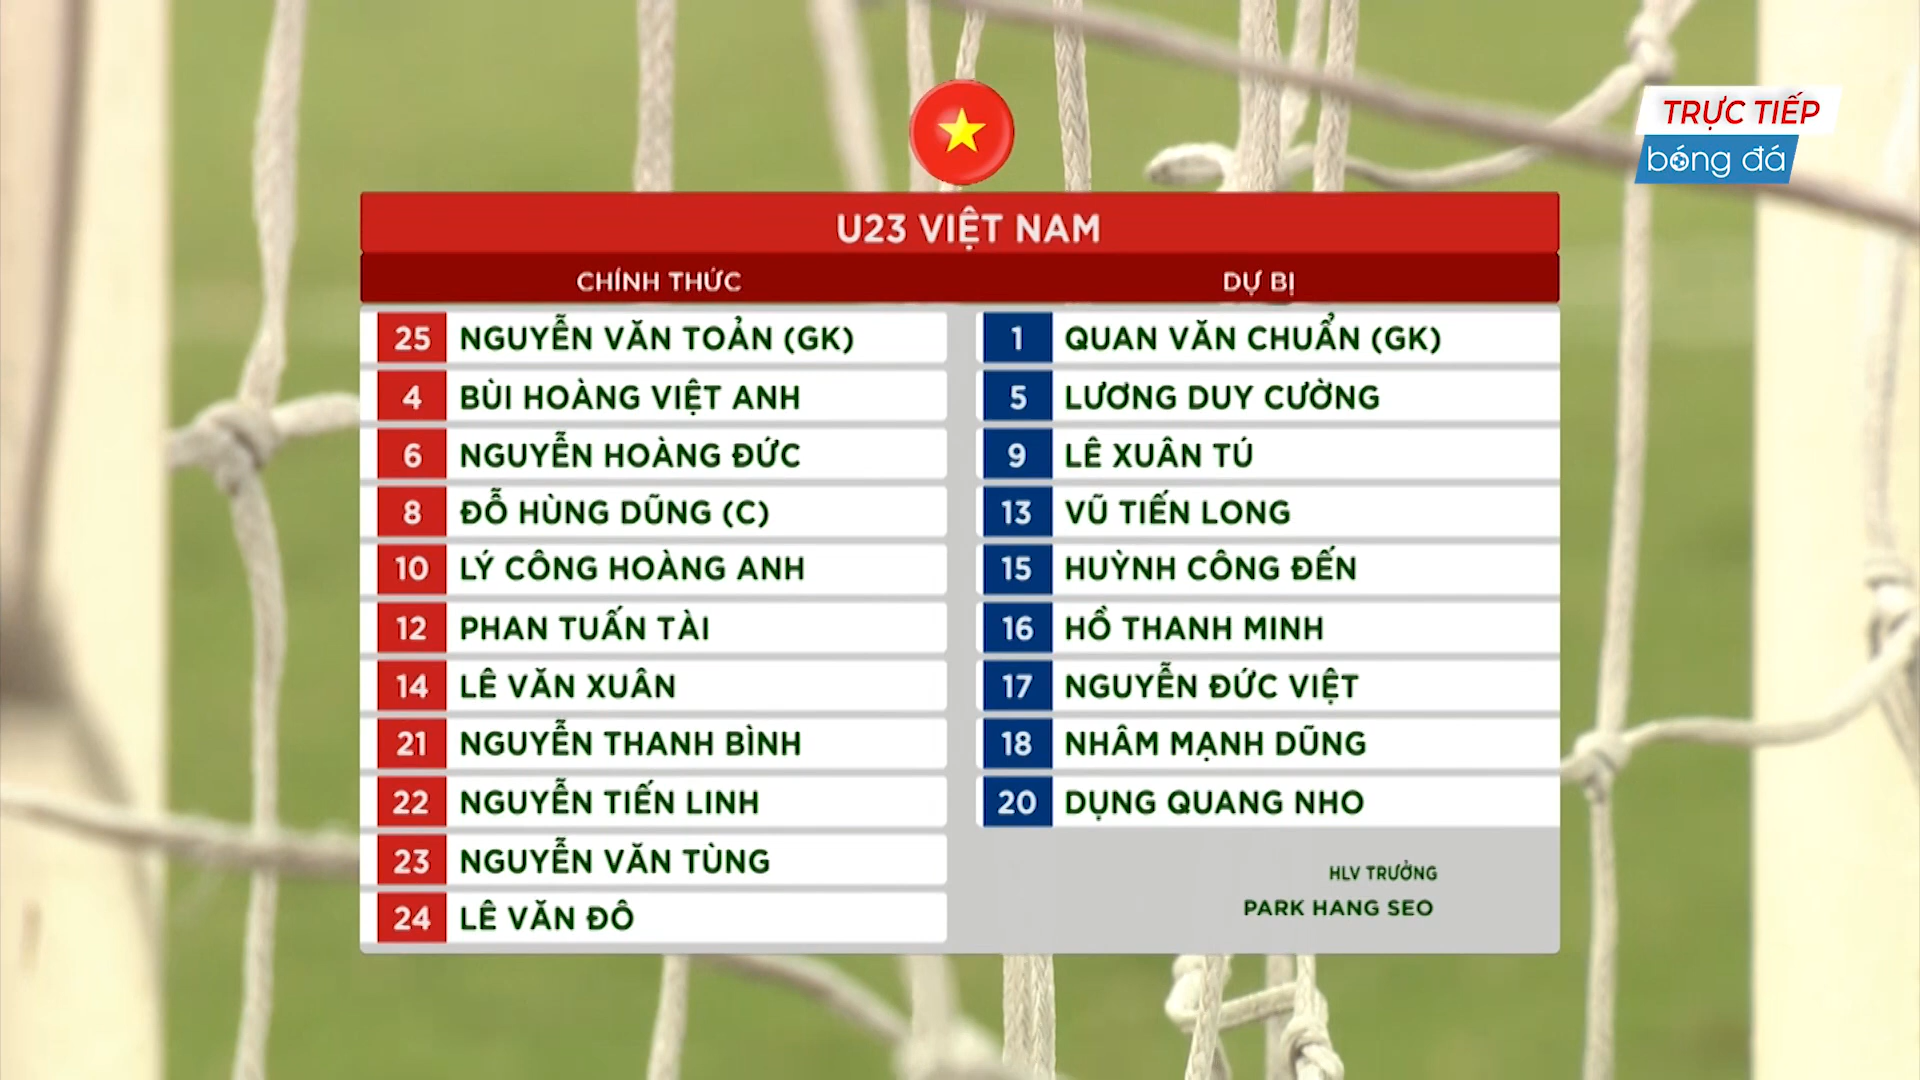 TRỰC TIẾP
bóng đá
U23 VIỆT NAM
CHÍNH THỨC
25 NGUYỄN VĂN TOẢN (GK)
4 BÙI HOÀNG VIỆT ANH
6 NGUYỄN HOÀNG ĐỨC
8 ĐỖ HÙNG DŨNG (C)
10 LÝ CÔNG HOÀNG ANH
12 PHAN TUẤN TÀI
14 LÊ VĂN XUÂN
21 NGUYỄN THANH BÌNH
22 NGUYỄN TIẾN LINH
23 NGUYỄN VĂN TÙNG
24 LÊ VĂN ĐÔ
DỰ BỊ
1 QUAN VĂN CHUẨN (GK)
5 LƯƠNG DUY CƯỜNG
9 LÊ XUÂN TÚ
13 VŨ TIẾN LONG
15 HUỲNH CÔNG ĐẾN
16 HỒ THANH MINH
17 NGUYỄN ĐỨC VIỆT
18 NHÂM MẠNH DŨNG
20 DỤNG QUANG NHO
HLV TRƯỞNG
PARK HANG SEO